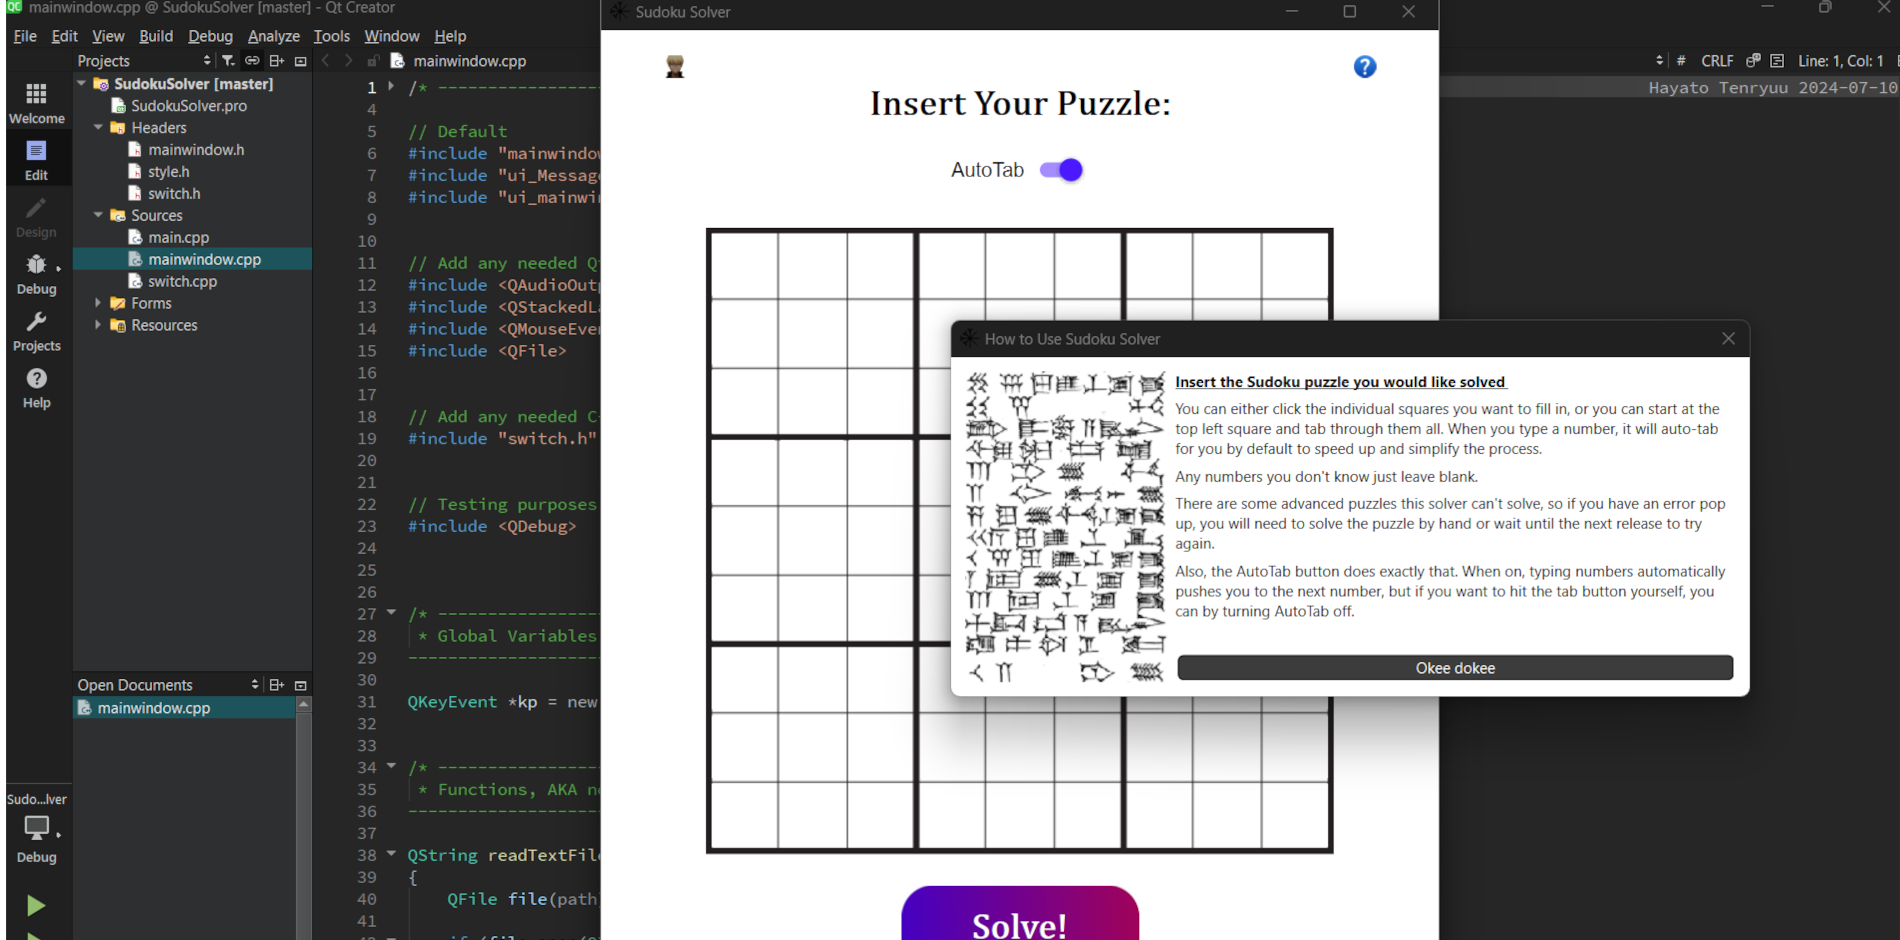 mainwindow.cpp @ SudokuSolver [master] - Qt Creator
File Edit View Build Debug Analyze Tools Window Help
Projects
mainwindow.cpp
# CRLF Line: 1, Col: 1
Hayato Tenryuu 2024-07-10
Welcome
Edit
Design
Debug
Projects
Help
Sudo...lver
Debug
SudokuSolver [master]
SudokuSolver.pro
Headers
mainwindow.h
style.h
switch.h
Sources
main.cpp
mainwindow.cpp
switch.cpp
Forms
Resources
Open Documents
mainwindow.cpp
1 /* -----------------
4
5 // Default
6 #include "mainwindow
7 #include "ui_Messag
8 #include "ui_mainwi
9
10
11 // Add any needed Q
12 #include <QAudioOut
13 #include <QStackedL
14 #include <QMouseEve
15 #include <QFile>
16
17
18 // Add any needed C
19 #include "switch.h"
20
21
22 // Testing purposes
23 #include <QDebug>
24
25
26
27 /* -----------------
28 * Global Variables
29 --------------------
30
31 QKeyEvent *kp = new
32
33
34 /* -----------------
35 * Functions, AKA
36 --------------------
37
38 QString readTextFil
39 {
40 QFile file(path
41
Sudoku Solver
Insert Your Puzzle:
AutoTab
Solve!
How to Use Sudoku Solver
Insert the Sudoku puzzle you would like solved
You can either click the individual squares you want to fill in, or you can start at the
top left square and tab through them all. When you type a number, it will auto-tab
for you by default to speed up and simplify the process.
Any numbers you don't know just leave blank.
There are some advanced puzzles this solver can't solve, so if you have an error pop
up, you will need to solve the puzzle by hand or wait until the next release to try
again.
Also, the AutoTab button does exactly that. When on, typing numbers automatically
pushes you to the next number, but if you want to hit the tab button yourself, you
can by turning AutoTab off.
Okee dokee